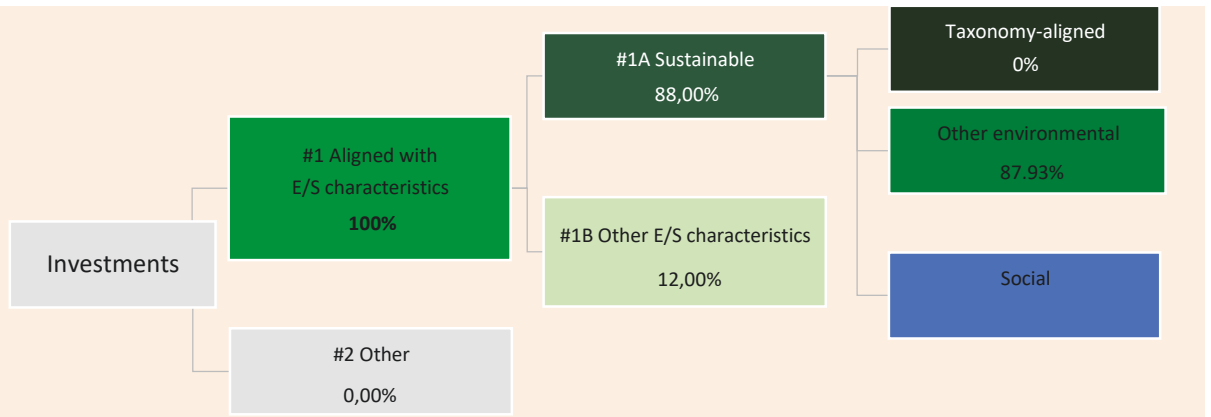 Investments
#1 Aligned with
E/S characteristics
100%
#2 Other
0,00%
#1A Sustainable
88,00%
#1B Other E/S characteristics
12,00%
Taxonomy-aligned
0%
Other environmental
87.93%
Social